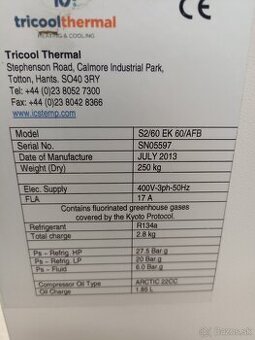 tricoolthermal
HEATING & COOLING
Tricool Thermal
Stephenson Road, Calmore Industrial Park,
Totton, Hants. SO40 3RY
Tel: +44 (0)23 8052 7300
Fax: +44 (0)23 8042 8366
www.icstemp.com
Model S2/60 EK 60/AFB
Serial No. SN05597
Date of Manufacture JULY 2013
Weight (Dry) 250 kg
Elec. Supply 400V-3ph-50Hz
FLA 17 A
Contains fluorinated greenhouse gases
covered by the Kyoto Protocol.
Refrigerant R134a
Total charge 2.8 kg
Ps – Refrig. HP 27.5 Bar g
Ps – Refrig. LP 20 Bar g
Ps – Fluid 6.0 Bar g
Compressor Oil Type ARCTIC 22CC
Oil Charge 1.85 L
bazos.sk